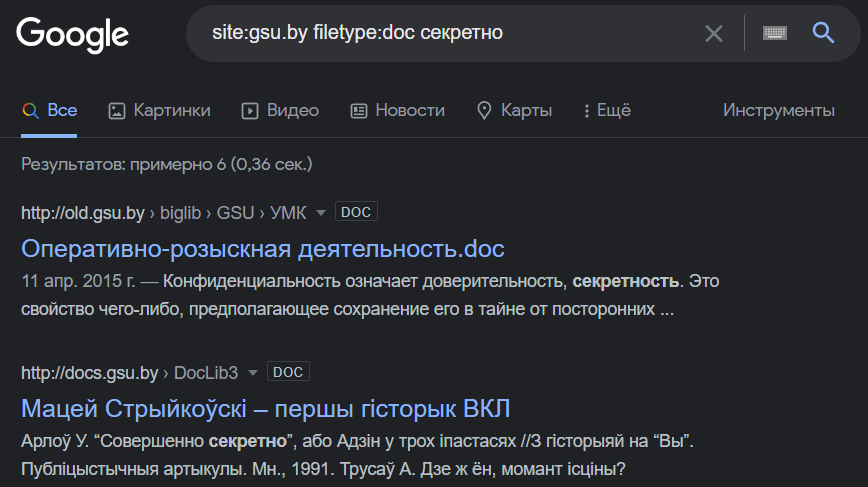 Google
site:gsu.by filetype:doc секретно
Все Картинки Видео Новости Карты Ещё Инструменты
Результатов: примерно 6 (0,36 сек.)
http://old.gsu.by › biglib › GSU › УМК DOC
Оперативно-розыскная деятельность.doc
11 апр. 2015 г. — Конфиденциальность означает доверительность, секретность. Это
свойство чего-либо, предполагающее сохранение его в тайне от посторонних ...
http://docs.gsu.by › DocLib3 DOC
Мацей Стрыйкоўскі – першы гісторык ВКЛ
Арлоў У. “Совершенно секретно”, або Адзін у трох іпастасях //З гісторыяй на “Вы”.
Публіцыстычныя артыкулы. Мн., 1991. Трусаў А. Дзе ж ён, момант ісціны?